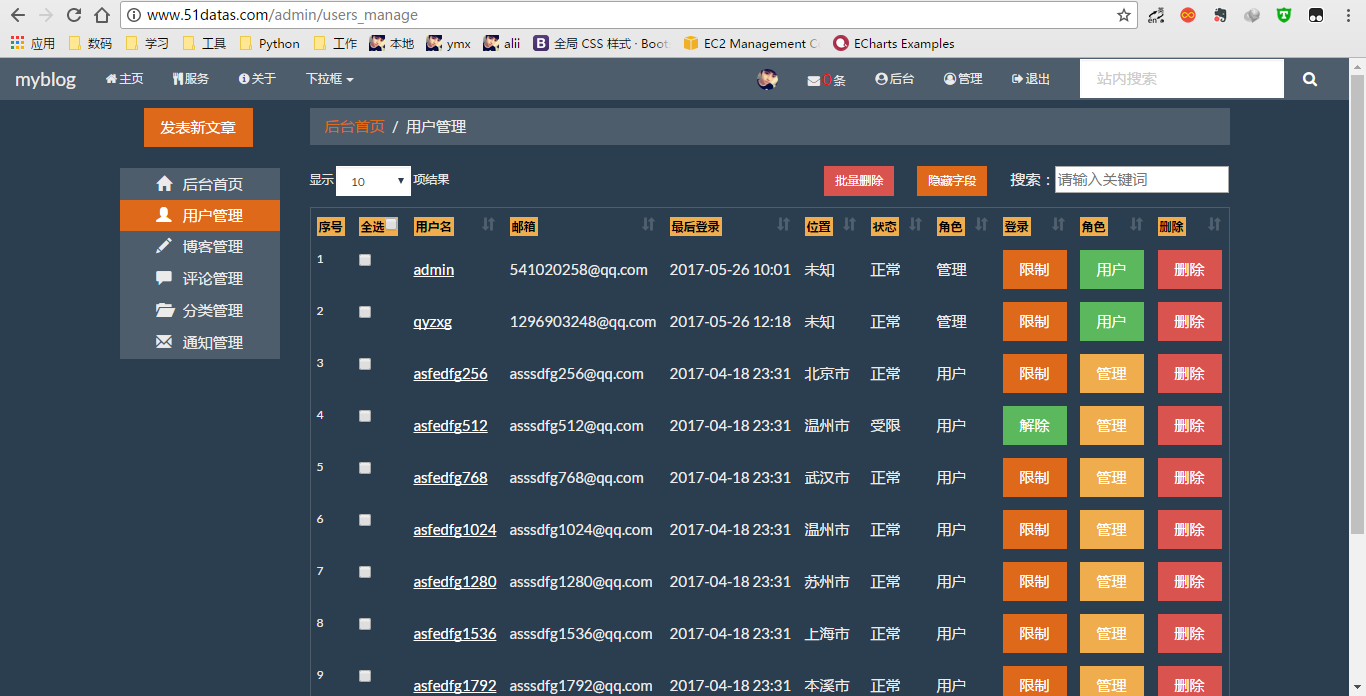 www.51datas.com/admin/users_manage
应用 数码 学习 工具 Python 工作 本地 ymx alii 全局 CSS 样式 · Boot EC2 Management C ECharts Examples
myblog 主页 服务 关于 下拉框 0条 后台 管理 退出 站内搜索
发表新文章
后台首页
用户管理
博客管理
评论管理
分类管理
通知管理
后台首页 / 用户管理
显示 10 项结果 批量删除 隐藏字段 搜索： 请输入关键词
序号 全选 用户名 邮箱 最后登录 位置 状态 角色 登录 角色 删除
1 admin 541020258@qq.com 2017-05-26 10:01 未知 正常 管理 限制 用户 删除
2 qyzxg 1296903248@qq.com 2017-05-26 12:18 未知 正常 管理 限制 用户 删除
3 asfedfg256 asssdfg256@qq.com 2017-04-18 23:31 北京市 正常 用户 限制 管理 删除
4 asfedfg512 asssdfg512@qq.com 2017-04-18 23:31 温州市 受限 用户 解除 管理 删除
5 asfedfg768 asssdfg768@qq.com 2017-04-18 23:31 武汉市 正常 用户 限制 管理 删除
6 asfedfg1024 asssdfg1024@qq.com 2017-04-18 23:31 温州市 正常 用户 限制 管理 删除
7 asfedfg1280 asssdfg1280@qq.com 2017-04-18 23:31 苏州市 正常 用户 限制 管理 删除
8 asfedfg1536 asssdfg1536@qq.com 2017-04-18 23:31 上海市 正常 用户 限制 管理 删除
9 asfedfg1792 asssdfg1792@qq.com 2017-04-18 23:31 本溪市 正常 用户 限制 管理 删除